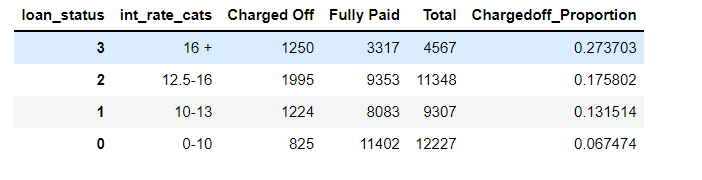 loan_status int_rate_cats Charged Off Fully Paid Total Chargedoff_Proportion
3 16 + 1250 3317 4567 0.273703
2 12.5-16 1995 9353 11348 0.175802
1 10-13 1224 8083 9307 0.131514
0 0-10 825 11402 12227 0.067474